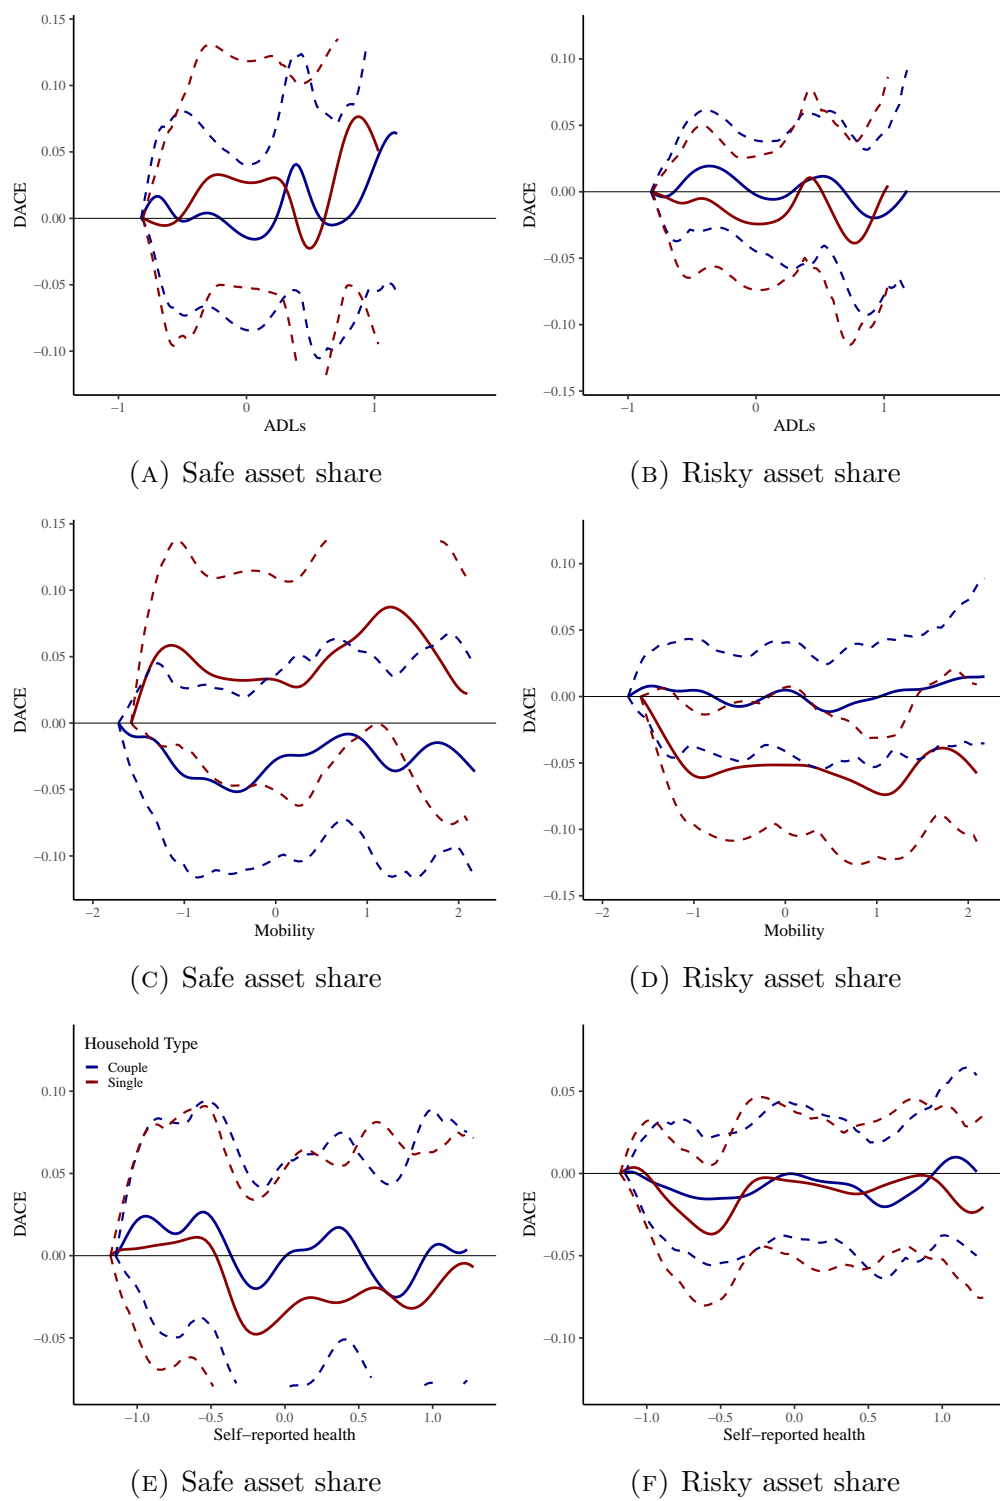 0.15
0.10
0.05
0.00
−0.05
−0.10
DACE
−1
0
1
ADLs
(A) Safe asset share
0.10
0.05
0.00
−0.05
−0.10
−0.15
DACE
−1
0
1
ADLs
(B) Risky asset share
0.15
0.10
0.05
0.00
−0.05
−0.10
DACE
−2
−1
0
1
2
Mobility
(C) Safe asset share
0.10
0.05
0.00
−0.05
−0.10
−0.15
DACE
−2
−1
0
1
2
Mobility
(D) Risky asset share
Household Type
Couple
Single
0.10
0.05
0.00
−0.05
DACE
−1.0
−0.5
0.0
0.5
1.0
Self−reported health
(E) Safe asset share
0.05
0.00
−0.05
−0.10
DACE
−1.0
−0.5
0.0
0.5
1.0
Self−reported health
(F) Risky asset share